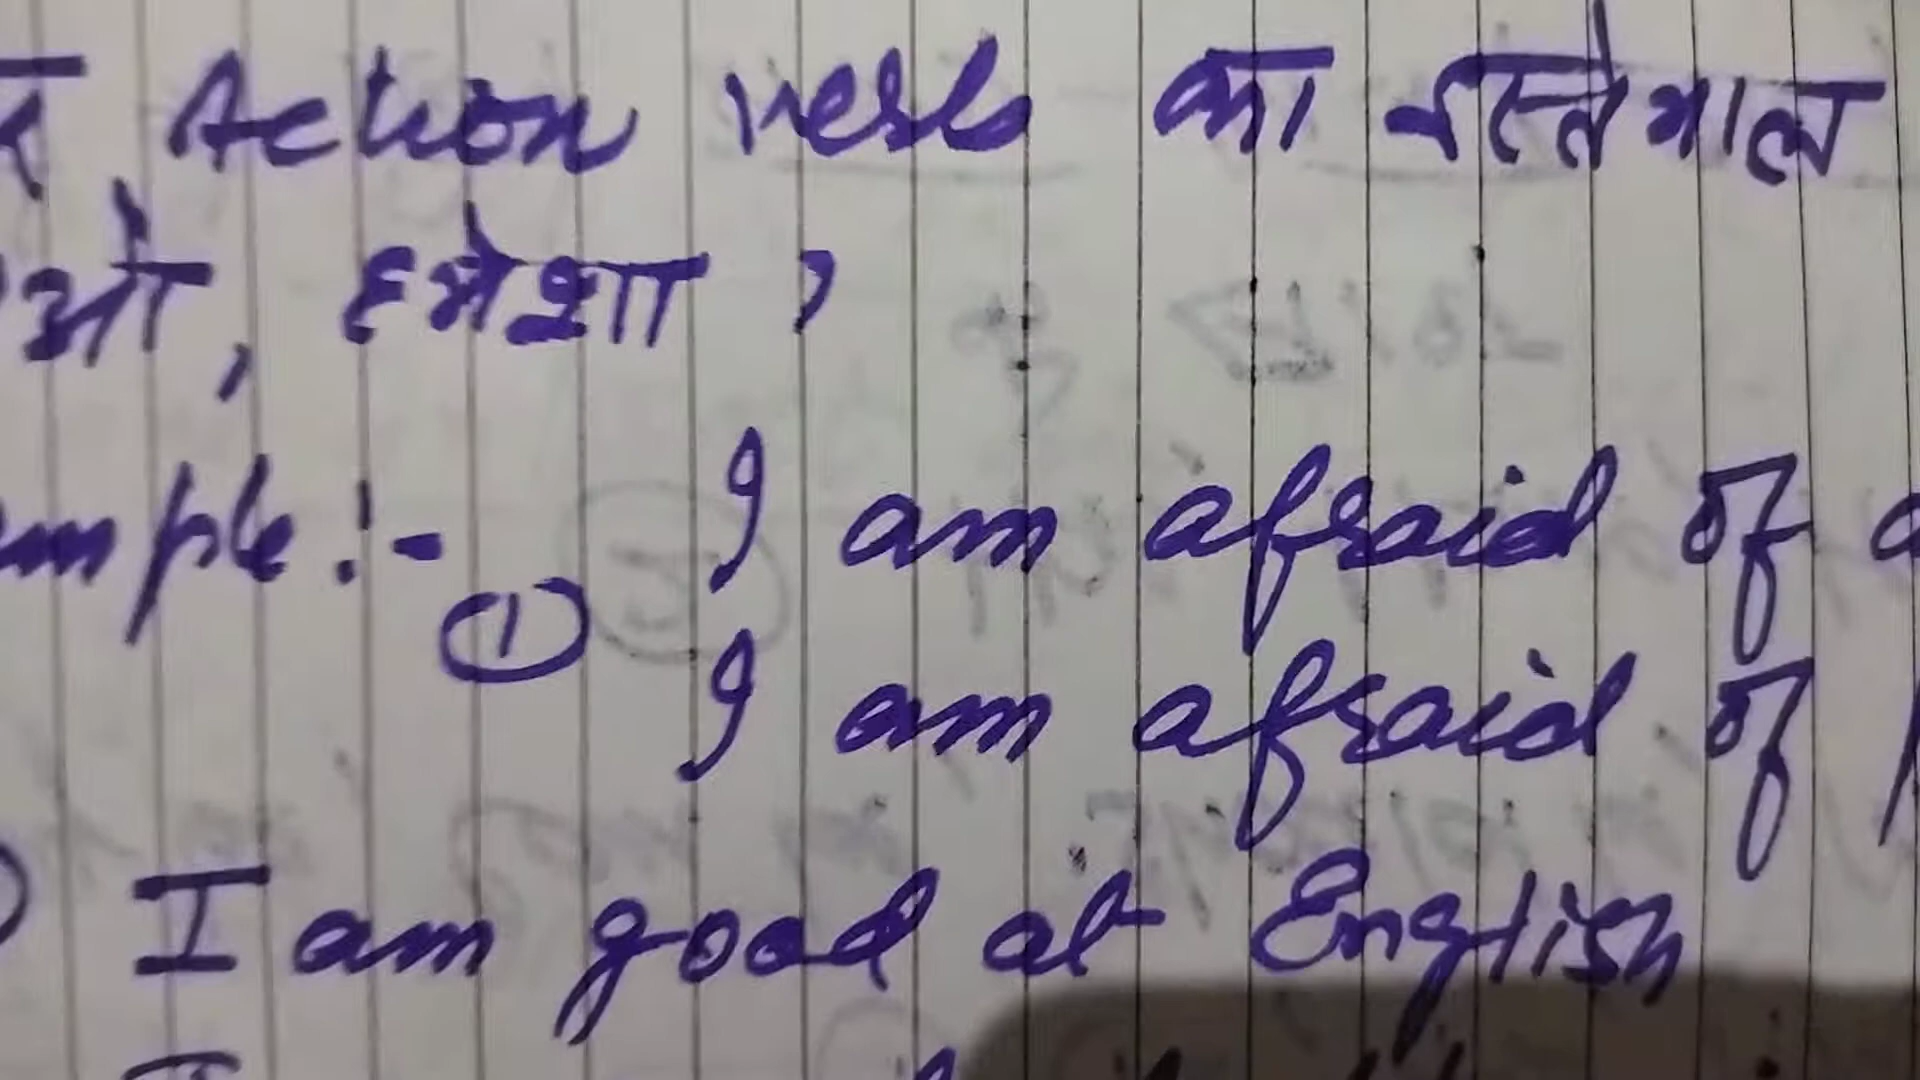 Action verb का इस्तेमाल
हमेशा,
mple:- ① I am afraid of
I am afraid of
I am good at English